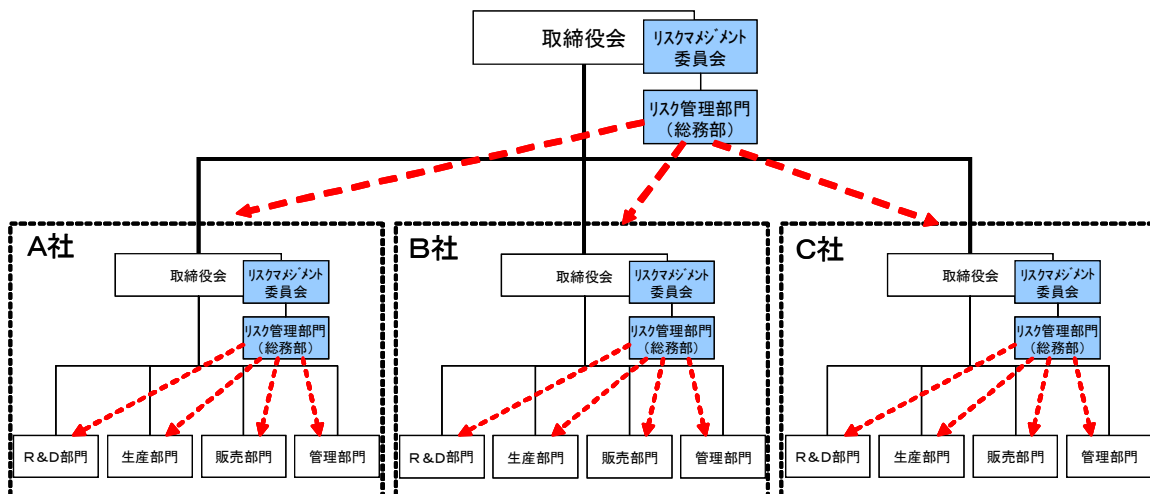 取締役会
ﾘｽｸﾏﾒｼﾞﾒﾝﾄ
委員会
ﾘｽｸ管理部門
（総務部）
A社
取締役会
ﾘｽｸﾏﾒｼﾞﾒﾝﾄ
委員会
ﾘｽｸ管理部門
（総務部）
R＆D部門
生産部門
販売部門
管理部門
B社
取締役会
ﾘｽｸﾏﾒｼﾞﾒﾝﾄ
委員会
ﾘｽｸ管理部門
（総務部）
R＆D部門
生産部門
販売部門
管理部門
C社
取締役会
ﾘｽｸﾏﾒｼﾞﾒﾝﾄ
委員会
ﾘｽｸ管理部門
（総務部）
R＆D部門
生産部門
販売部門
管理部門